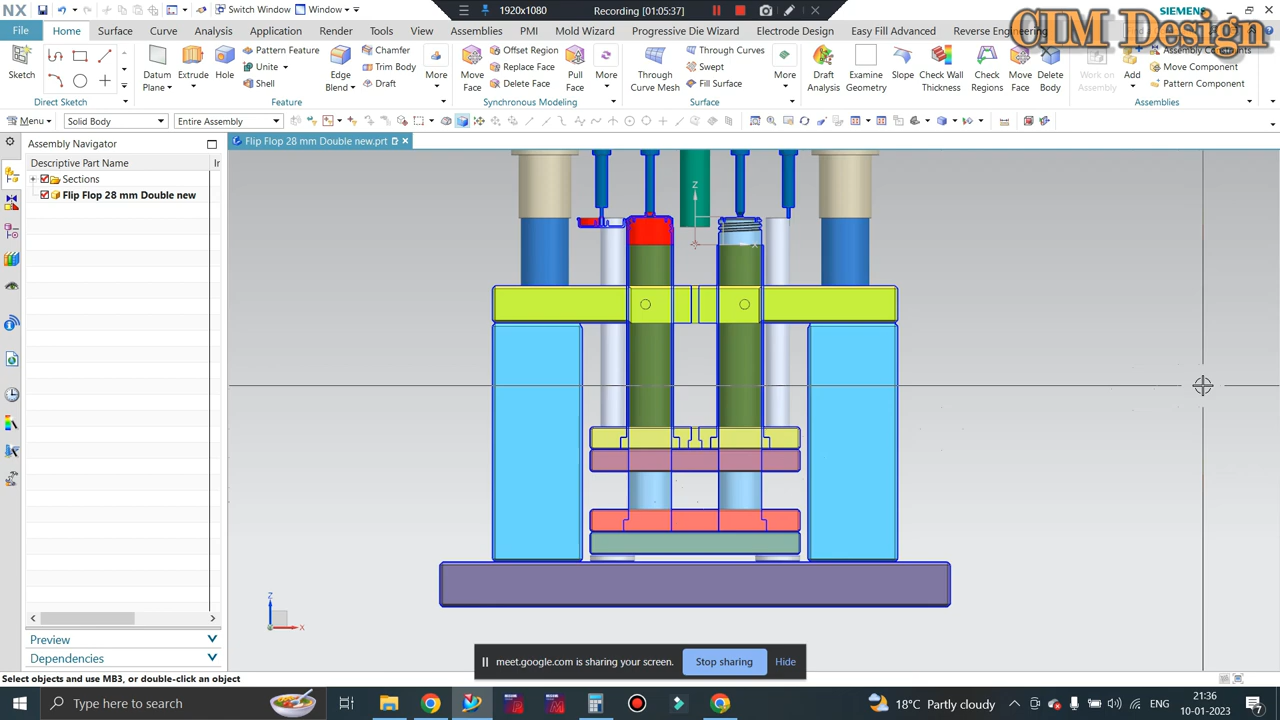 NX Switch Window Window 1920x1080 Recording [01:05:37] SIEMENS
CIM Design
File Home Surface Curve Analysis Application Render Tools View Assemblies PMI Mold Wizard Progressive Die Wizard Electrode Design Easy Fill Advanced Reverse Engineering
Sketch
Direct Sketch
Datum Plane
Extrude
Hole
Pattern Feature
Unite
Shell
Edge Blend
Chamfer
Trim Body
Draft
More
Feature
Move Face
Offset Region
Replace Face
Delete Face
Pull Face
More
Synchronous Modeling
Through Curve Mesh
Through Curves
Swept
Fill Surface
More
Surface
Draft Analysis
Examine Geometry
Slope
Check Wall Thickness
Check Regions
Move Face
Delete Body
Work on Assembly
Add
Assembly Constraints
Move Component
Pattern Component
Assemblies
Menu Solid Body Entire Assembly
Assembly Navigator
Flip Flop 28 mm Double new.prt
Descriptive Part Name
Sections
Flip Flop 28 mm Double new
Z
Z
X
Preview
Dependencies
meet.google.com is sharing your screen. Stop sharing Hide
Select objects and use MB3, or double-click an object
Type here to search
18°C Partly cloudy
ENG
21:36
10-01-2023
7